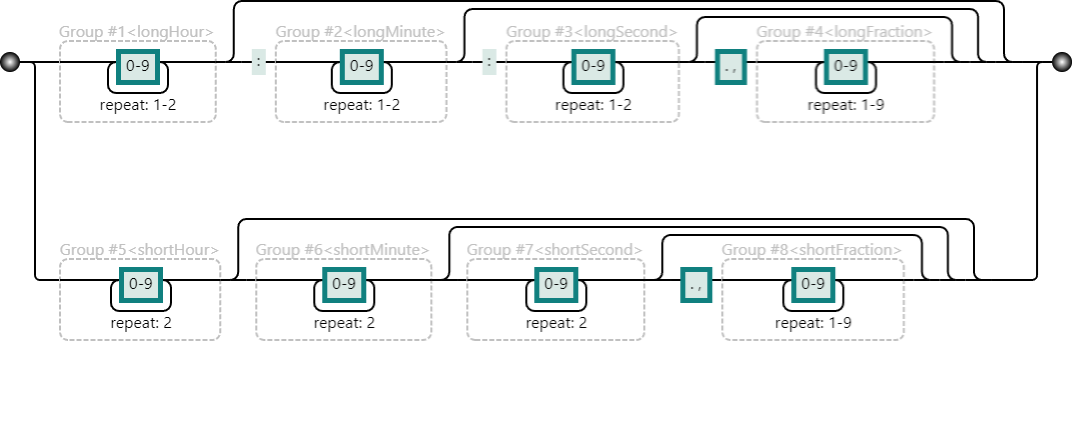 Group #1<longHour> Group #2<longMinute> Group #3<longSecond> Group #4<longFraction>
0-9 : 0-9 : 0-9 ., 0-9
repeat: 1-2 repeat: 1-2 repeat: 1-2 repeat: 1-9
Group #5<shortHour> Group #6<shortMinute> Group #7<shortSecond> Group #8<shortFraction>
0-9 0-9 0-9 ., 0-9
repeat: 2 repeat: 2 repeat: 2 repeat: 1-9